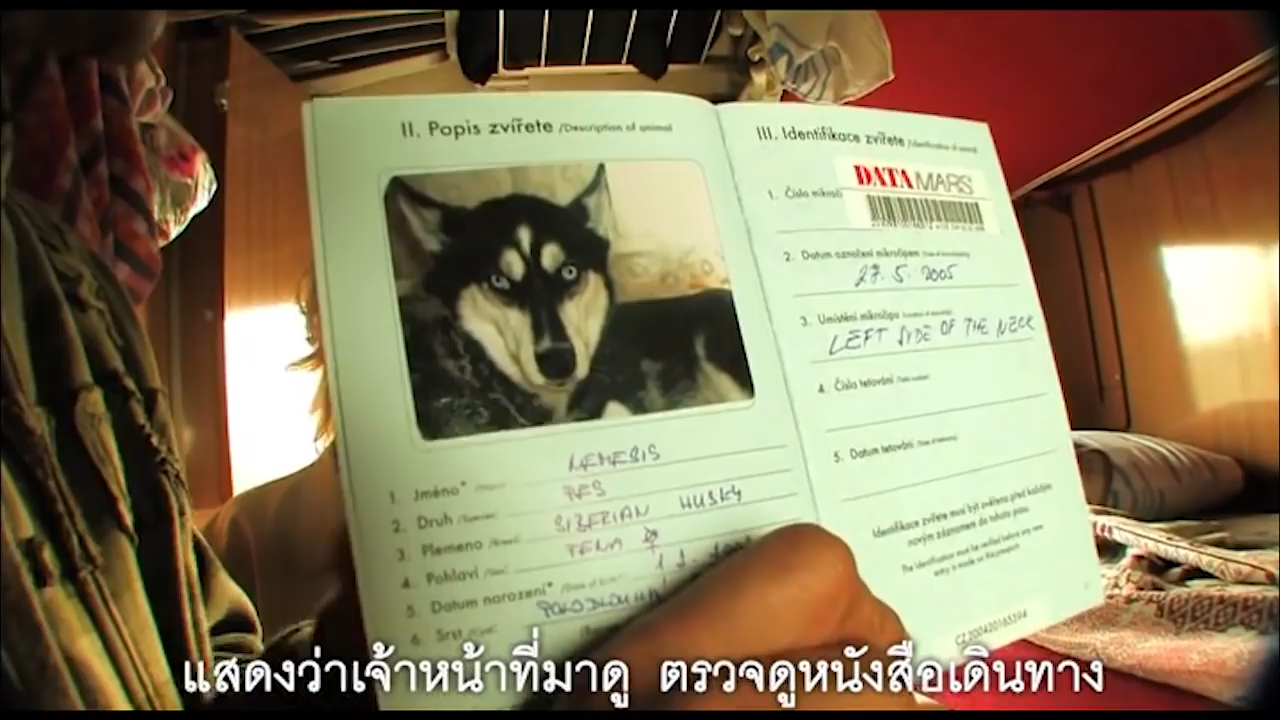 II. Popis zvířete /Description of animal
1. Jméno*
NEMESIS
2. Druh
PES
3. Plemeno
SIBERIAN HUSKY
4. Pohlaví
FENA
5. Datum narození*
6. Srst
III. Identifikace zvířete
DATAMARS
1. Číslo
2. Datum označení mikročipem
27. 5. 2005
3. Umístění mikročipu
LEFT SIDE OF THE NECK
4. Číslo tetování
5. Datum tetování
Identifikace zvířete musí být ověřena před každým
novým záznamem do tohoto pasu.
The identification must be verified before any new
entry is made on this passport
แสดงว่าเจ้าหน้าที่มาดู ตรวจดูหนังสือเดินทาง